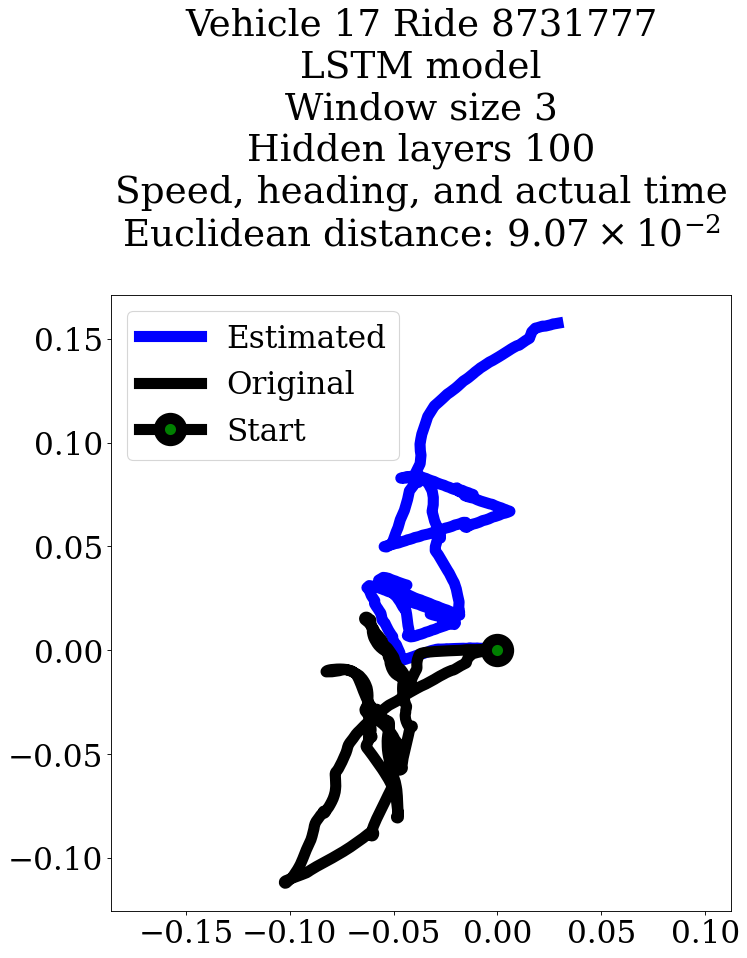 Vehicle 17 Ride 8731777
LSTM model
Window size 3
Hidden layers 100
Speed, heading, and actual time
Euclidean distance: 9.07 × 10⁻²
Estimated
Original
Start
0.15
0.10
0.05
0.00
−0.05
−0.10
−0.15 −0.10 −0.05 0.00 0.05 0.10